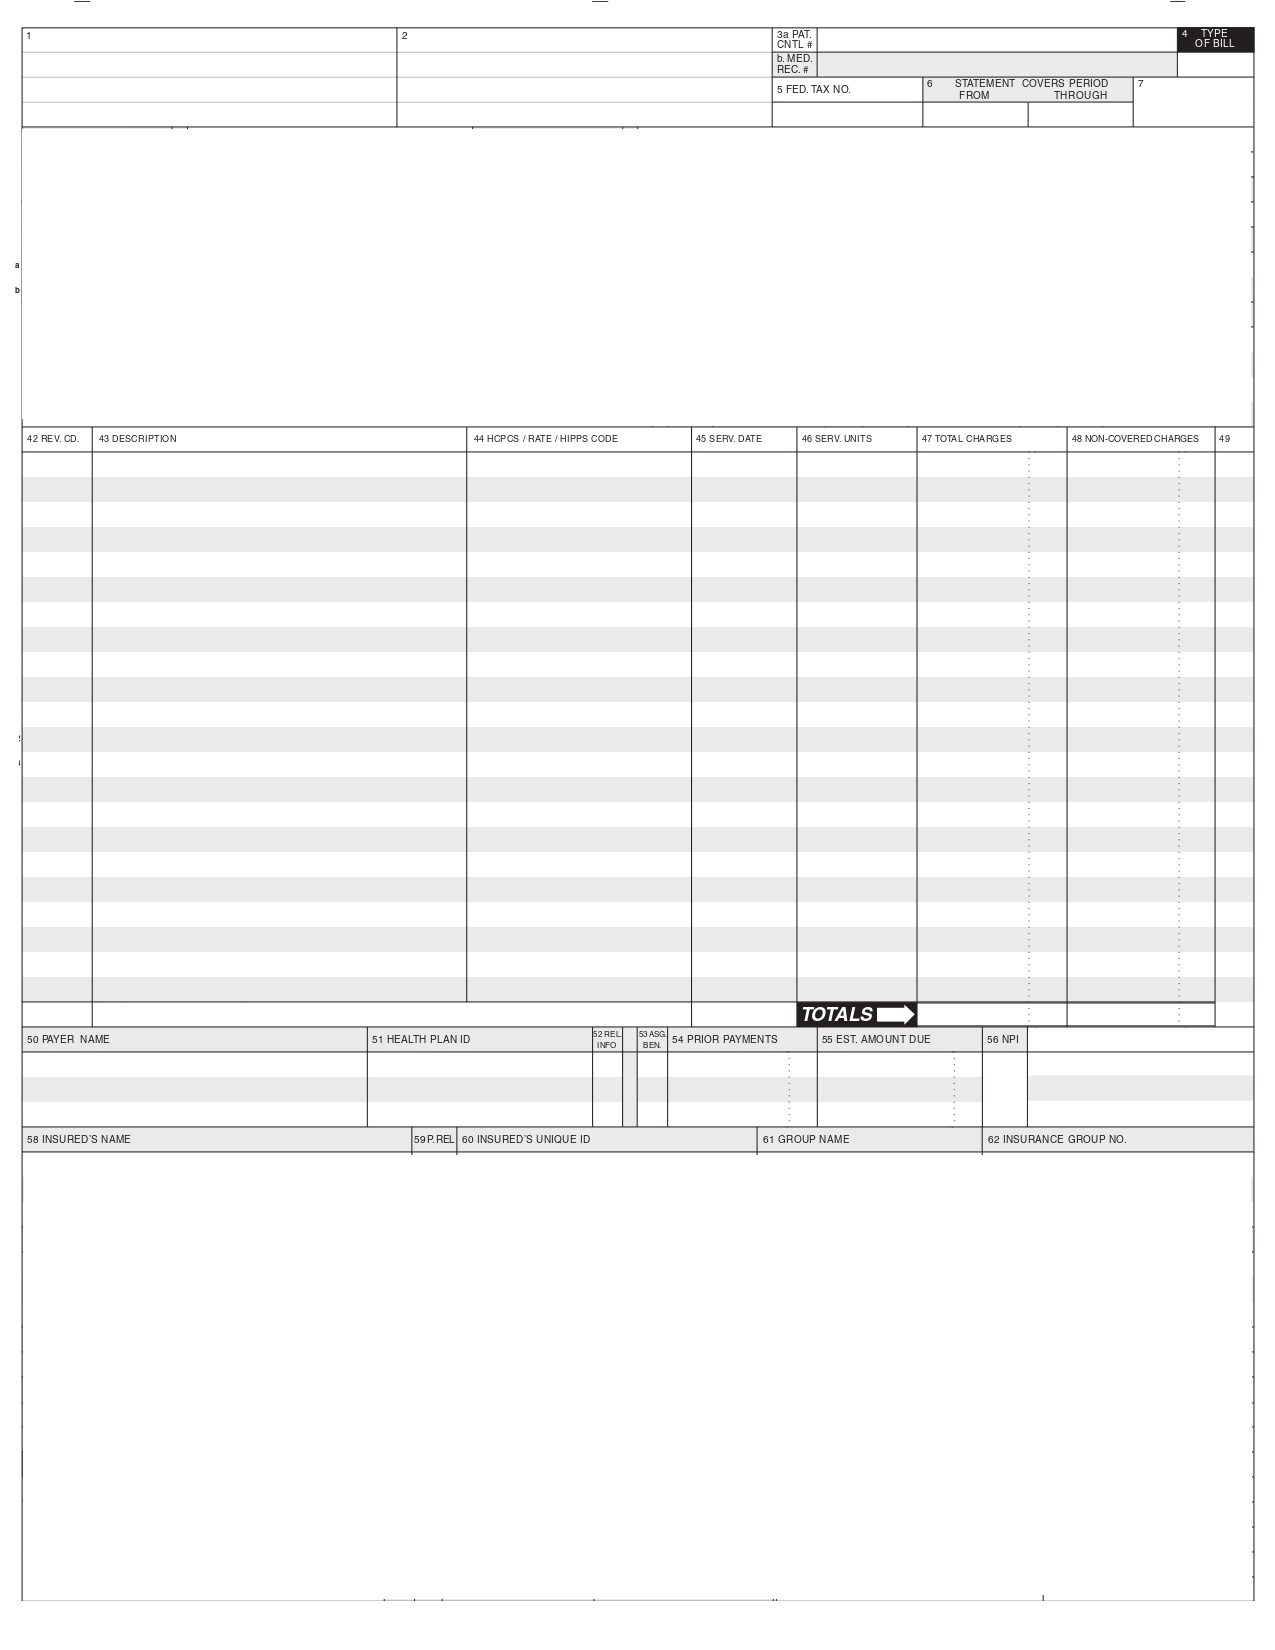 1 2 3a PAT. CNTL # 4 TYPE OF BILL
b. MED. REC. #
5 FED. TAX NO. 6 STATEMENT COVERS PERIOD 7
FROM THROUGH
a
b
42 REV. CD. 43 DESCRIPTION 44 HCPCS / RATE / HIPPS CODE 45 SERV. DATE 46 SERV. UNITS 47 TOTAL CHARGES 48 NON-COVERED CHARGES 49
TOTALS
50 PAYER NAME 51 HEALTH PLAN ID 52 REL. INFO 53 ASG. BEN. 54 PRIOR PAYMENTS 55 EST. AMOUNT DUE 56 NPI
58 INSURED'S NAME 59 P. REL 60 INSURED'S UNIQUE ID 61 GROUP NAME 62 INSURANCE GROUP NO.